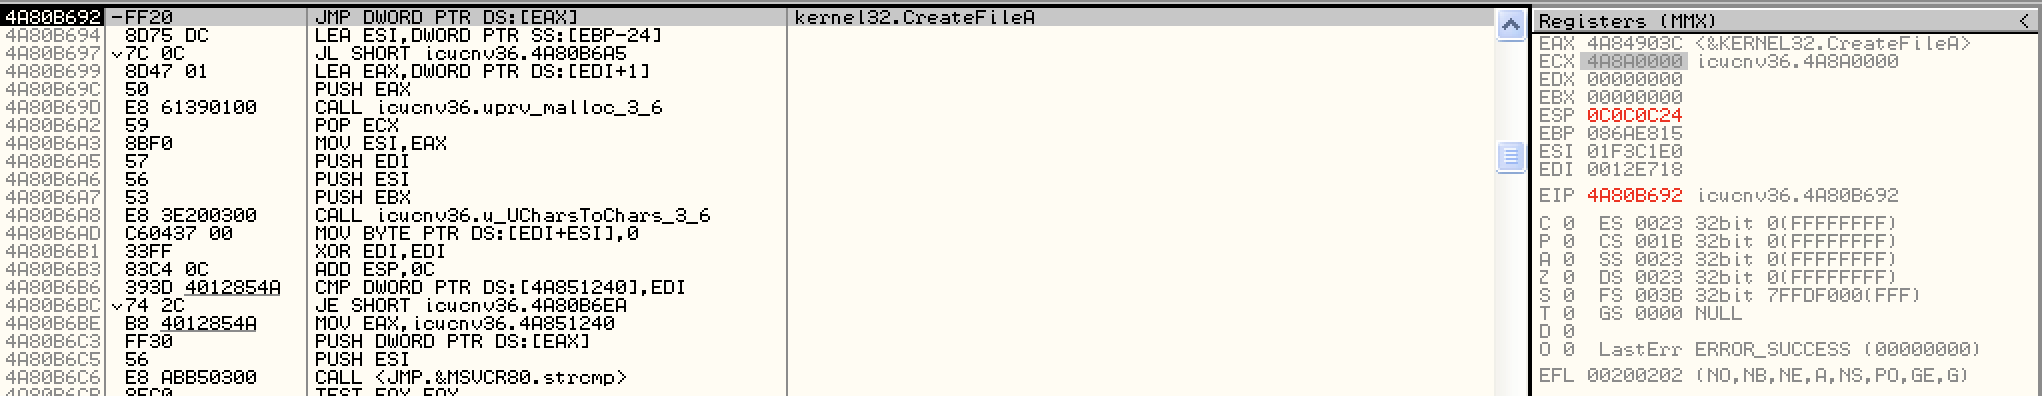 4A80B692 -FF20 JMP DWORD PTR DS:[EAX] kernel32.CreateFileA
4A80B694 8D75 DC LEA ESI,DWORD PTR SS:[EBP-24]
4A80B697 7C 0C JL SHORT icucnv36.4A80B6A5
4A80B699 8D47 01 LEA EAX,DWORD PTR DS:[EDI+1]
4A80B69C 50 PUSH EAX
4A80B69D E8 61390100 CALL icucnv36.uprv_malloc_3_6
4A80B6A2 59 POP ECX
4A80B6A3 8BF0 MOV ESI,EAX
4A80B6A5 57 PUSH EDI
4A80B6A6 56 PUSH ESI
4A80B6A7 53 PUSH EBX
4A80B6A8 E8 3E200300 CALL icucnv36.u_UCharsToChars_3_6
4A80B6AD C60437 00 MOV BYTE PTR DS:[EDI+ESI],0
4A80B6B1 33FF XOR EDI,EDI
4A80B6B3 83C4 0C ADD ESP,0C
4A80B6B6 393D 4012854A CMP DWORD PTR DS:[4A851240],EDI
4A80B6BC 74 2C JE SHORT icucnv36.4A80B6EA
4A80B6BE B8 4012854A MOV EAX,icucnv36.4A851240
4A80B6C3 FF30 PUSH DWORD PTR DS:[EAX]
4A80B6C5 56 PUSH ESI
4A80B6C6 E8 ABB50300 CALL <JMP.&MSVCR80.strcmp>
Registers (MMX) <
EAX 4A84903C <&KERNEL32.CreateFileA>
ECX 4A8A0000 icucnv36.4A8A0000
EDX 00000000
EBX 00000000
ESP 0C0C0C24
EBP 086AE815
ESI 01F3C1E0
EDI 0012E718
EIP 4A80B692 icucnv36.4A80B692
C 0 ES 0023 32bit 0(FFFFFFFF)
P 0 CS 001B 32bit 0(FFFFFFFF)
A 0 SS 0023 32bit 0(FFFFFFFF)
Z 0 DS 0023 32bit 0(FFFFFFFF)
S 0 FS 003B 32bit 7FFDF000(FFF)
T 0 GS 0000 NULL
D 0
O 0 LastErr ERROR_SUCCESS (00000000)
EFL 00200202 (NO,NB,NE,A,NS,PO,GE,G)